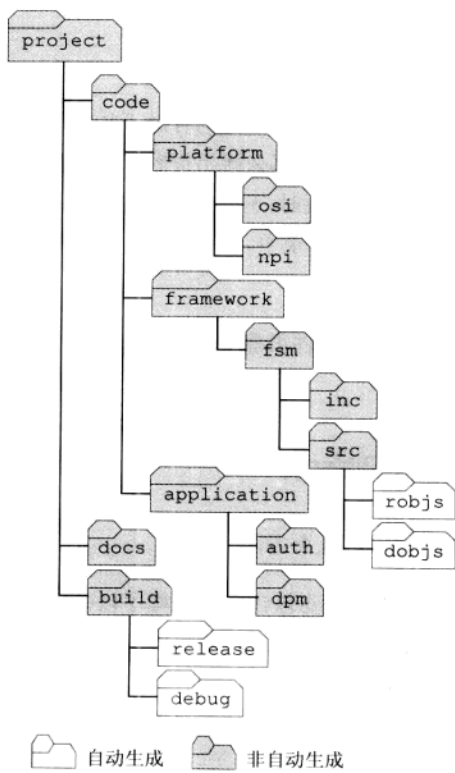 project
code
platform
osi
npi
framework
fsm
inc
src
robjs
dobjs
application
auth
dpm
docs
build
release
debug
自动生成 非自动生成